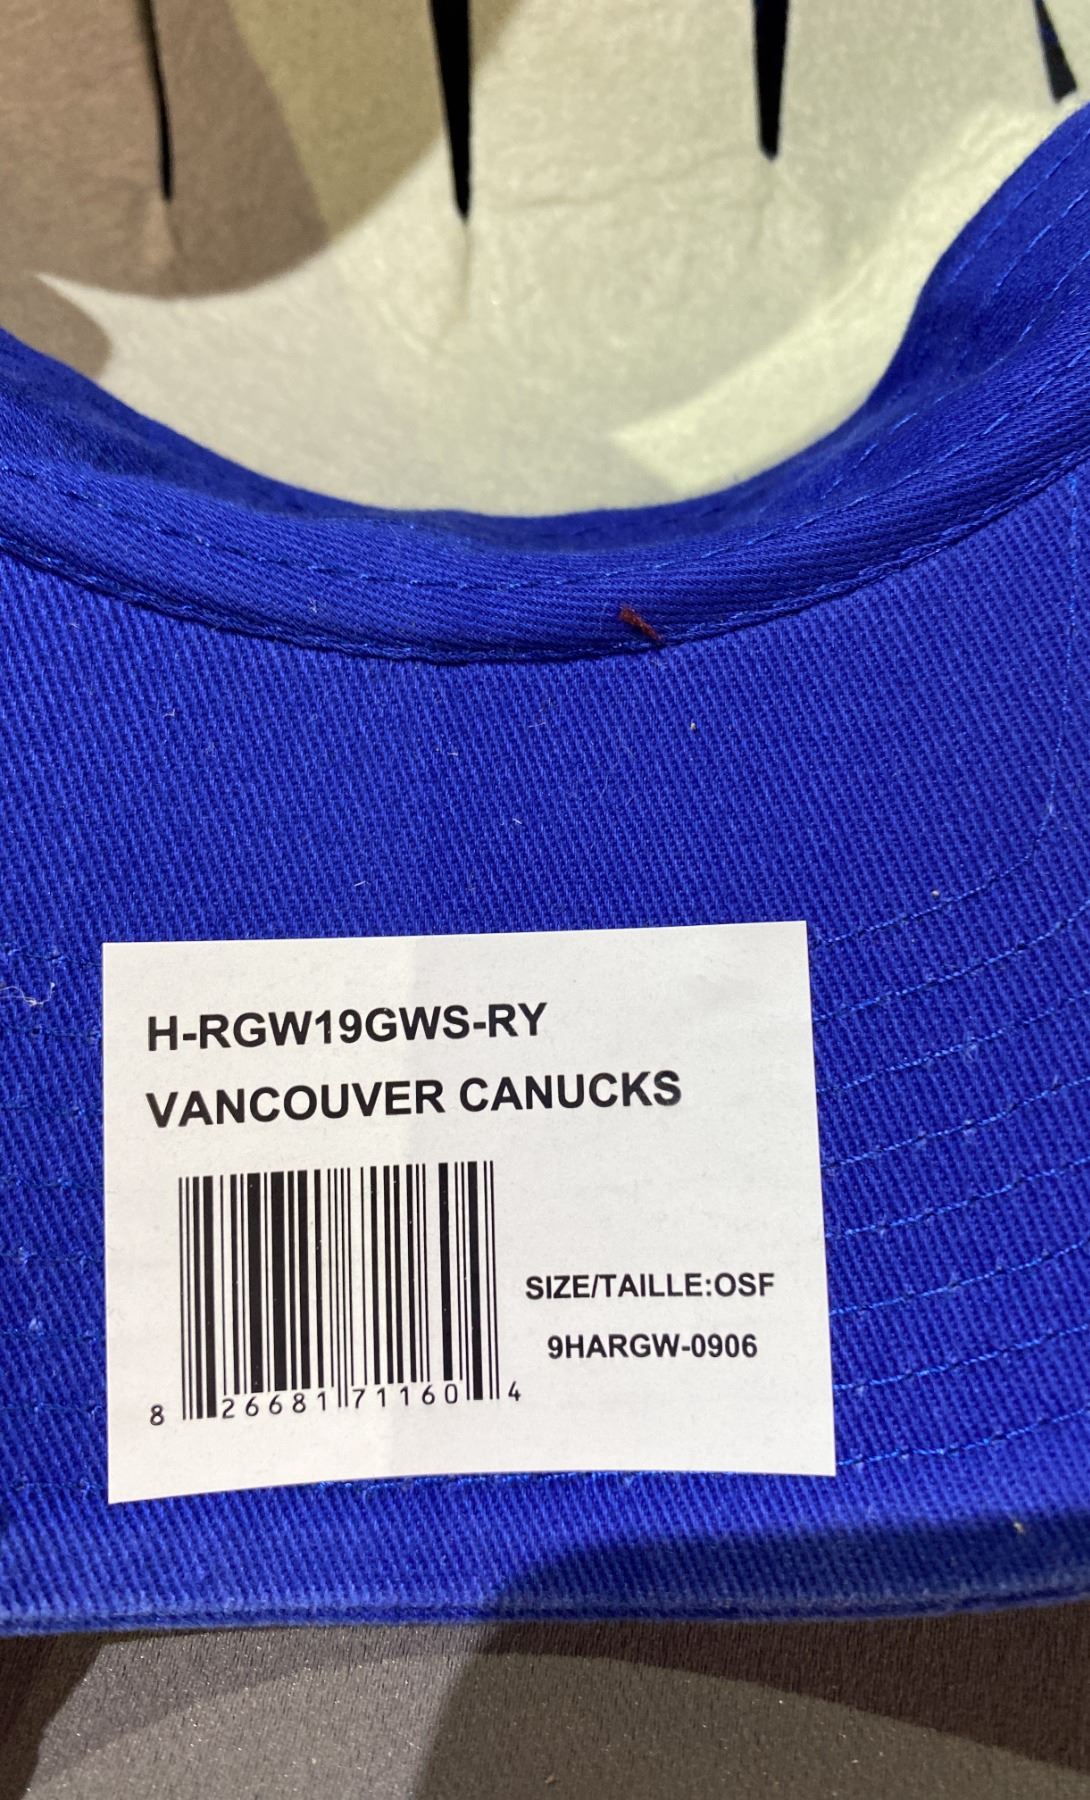 H-RGW19GWS-RY
VANCOUVER CANUCKS
SIZE/TAILLE:OSF
9HARGW-0906
8 26681 71160 4